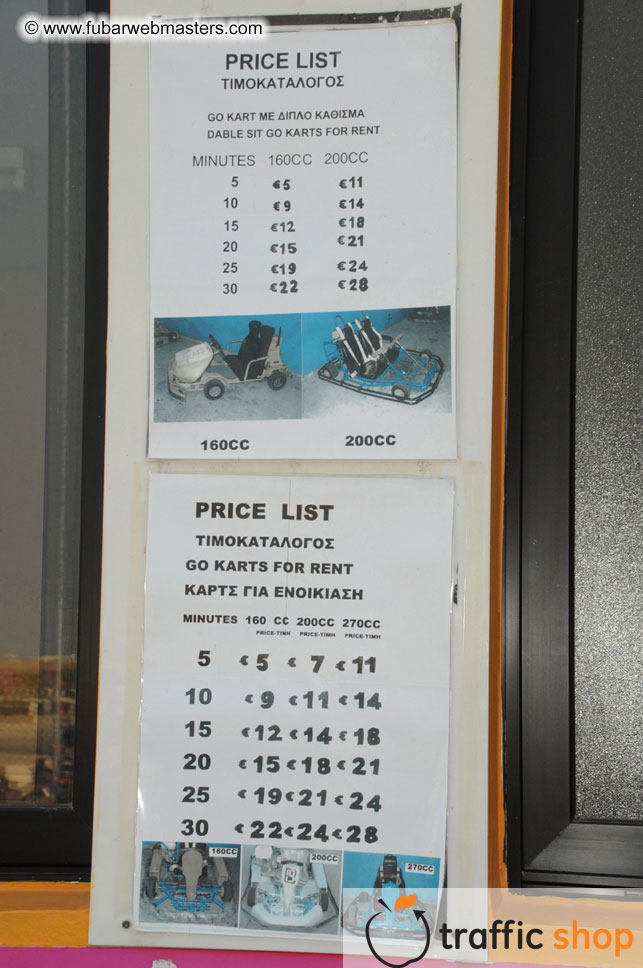 © www.fubarwebmasters.com
PRICE LIST
ΤΙΜΟΚΑΤΑΛΟΓΟΣ
GO KART ΜΕ ΔΙΠΛΟ ΚΑΘΙΣΜΑ
DABLE SIT GO KARTS FOR RENT
MINUTES 160CC 200CC
5 €5 €11
10 €9 €14
15 €12 €18
20 €15 €21
25 €19 €24
30 €22 €28
160CC 200CC
PRICE LIST
ΤΙΜΟΚΑΤΑΛΟΓΟΣ
GO KARTS FOR RENT
ΚΑΡΤΣ ΓΙΑ ΕΝΟΙΚΙΑΣΗ
MINUTES 160 CC 200CC 270CC
PRICE-ΤΙΜΗ PRICE-ΤΙΜΗ PRICE-ΤΙΜΗ
5 €5 €7 €11
10 €9 €11 €14
15 €12 €14 €18
20 €15 €18 €21
25 €19 €21 €24
30 €22 €24 €28
160CC 200CC 270CC
traffic shop